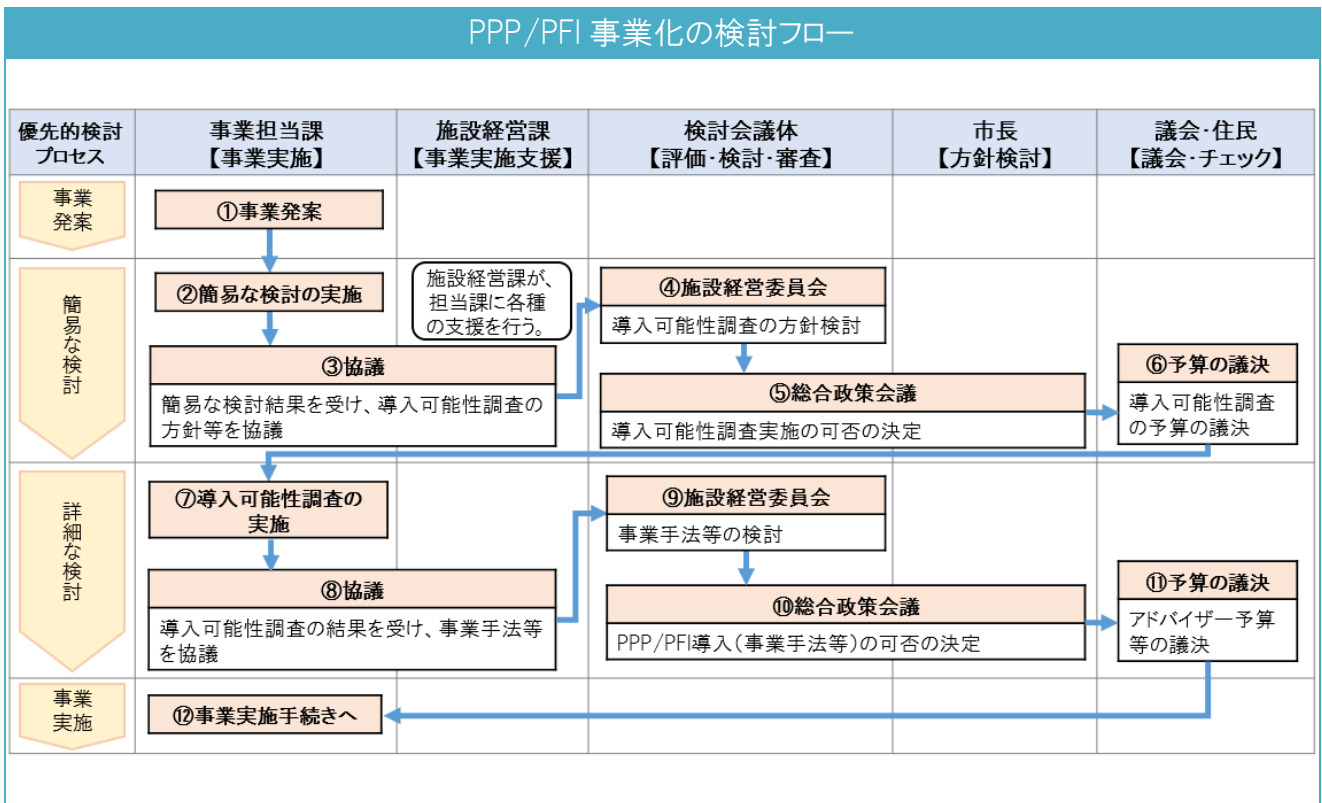 PPP/PFI 事業化の検討フロー
優先的検討
プロセス
事業担当課
【事業実施】
施設経営課
【事業実施支援】
検討会議体
【評価・検討・審査】
市長
【方針検討】
議会・住民
【議会・チェック】
事業
発案
①事業発案
簡易な検討
②簡易な検討の実施
施設経営課が、
担当課に各種
の支援を行う。
③協議
簡易な検討結果を受け、導入可能性調査の
方針等を協議
④施設経営委員会
導入可能性調査の方針検討
⑤総合政策会議
導入可能性調査実施の可否の決定
⑥予算の議決
導入可能性調査
の予算の議決
詳細な検討
⑦導入可能性調査の
実施
⑧協議
導入可能性調査の結果を受け、事業手法等
を協議
⑨施設経営委員会
事業手法等の検討
⑩総合政策会議
PPP/PFI導入(事業手法等)の可否の決定
⑪予算の議決
アドバイザー予算
等の議決
事業
実施
⑫事業実施手続きへ